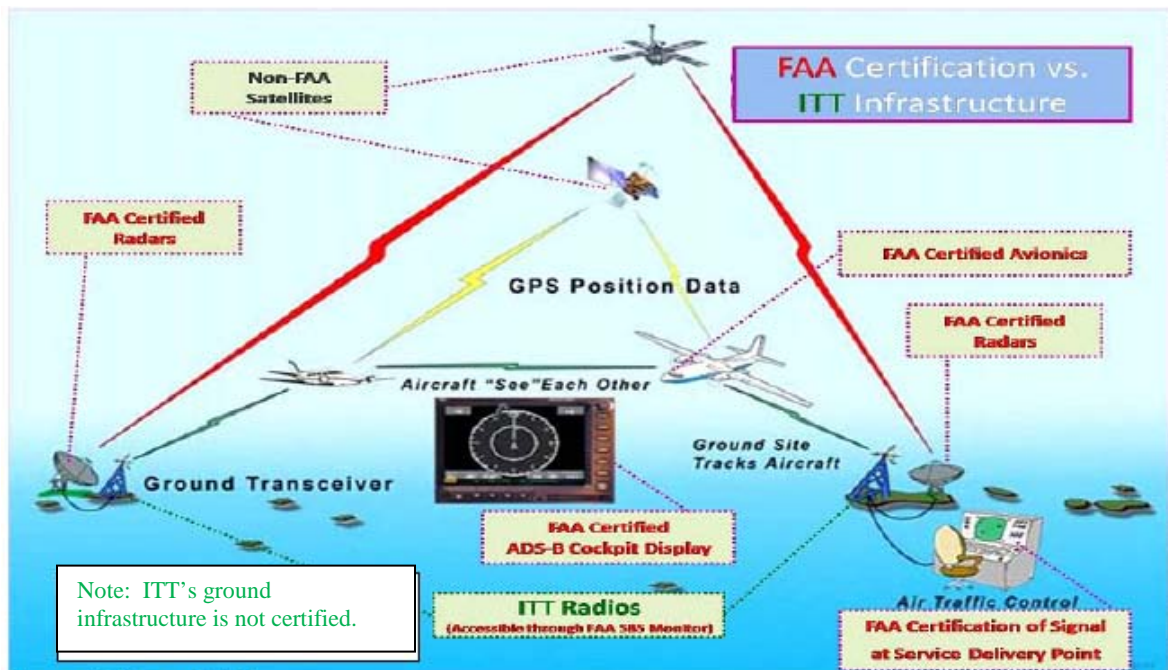 FAA Certification vs.
ITT Infrastructure
Non-FAA
Satellites
FAA Certified
Radars
FAA Certified Avionics
GPS Position Data
FAA Certified
Radars
Aircraft "See"Each Other
Ground Site
Tracks Aircraft
Ground Transceiver
FAA Certified
ADS-B Cockpit Display
Note: ITT's ground
infrastructure is not certified.
ITT Radios
(Accessible through FAA SBS Monitor)
Air Traffic Control
FAA Certification of Signal
at Service Delivery Point